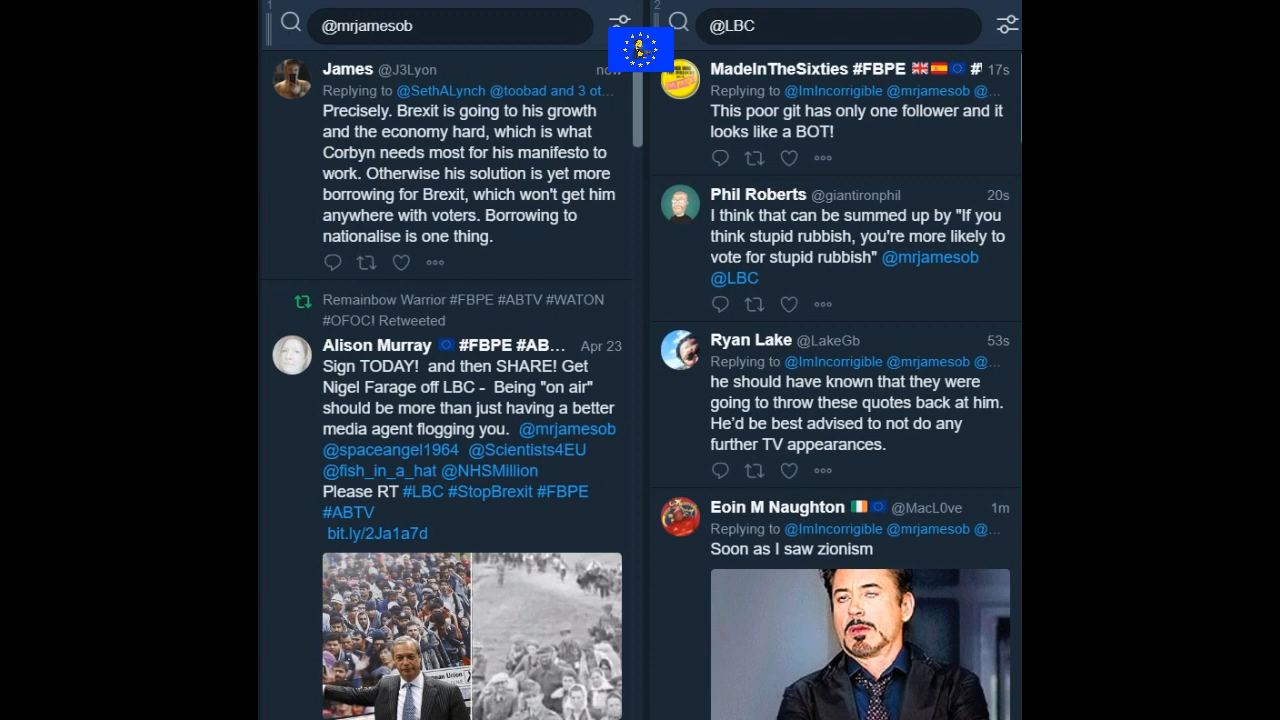 1
@mrjamesob
James @J3Lyon now
Replying to @SethALynch @toobad and 3 ot...
Precisely. Brexit is going to his growth
and the economy hard, which is what
Corbyn needs most for his manifesto to
work. Otherwise his solution is yet more
borrowing for Brexit, which won't get him
anywhere with voters. Borrowing to
nationalise is one thing.
Remainbow Warrior #FBPE #ABTV #WATON
#OFOC! Retweeted
Alison Murray #FBPE #AB... Apr 23
Sign TODAY! and then SHARE! Get
Nigel Farage off LBC - Being "on air"
should be more than just having a better
media agent flogging you. @mrjamesob
@spaceangel1964 @Scientists4EU
@fish_in_a_hat @NHSMillion
Please RT #LBC #StopBrexit #FBPE
#ABTV
bit.ly/2Ja1a7d
2
@LBC
MadeInTheSixties #FBPE # 17s
Replying to @ImIncorrigible @mrjamesob @...
This poor git has only one follower and it
looks like a BOT!
Phil Roberts @giantironphil 20s
I think that can be summed up by "If you
think stupid rubbish, you're more likely to
vote for stupid rubbish" @mrjamesob
@LBC
Ryan Lake @LakeGb 53s
Replying to @ImIncorrigible @mrjamesob @...
he should have known that they were
going to throw these quotes back at him.
He'd be best advised to not do any
further TV appearances.
Eoin M Naughton @MacL0ve 1m
Replying to @ImIncorrigible @mrjamesob @...
Soon as I saw zionism